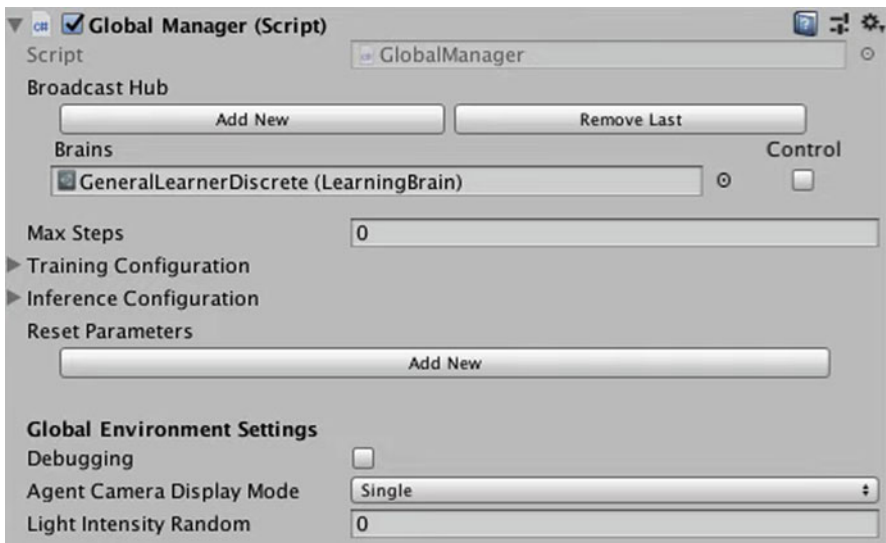 Global Manager (Script)
Script GlobalManager
Broadcast Hub
Add New Remove Last
Brains Control
GeneralLearnerDiscrete (LearningBrain)
Max Steps 0
Training Configuration
Inference Configuration
Reset Parameters
Add New
Global Environment Settings
Debugging
Agent Camera Display Mode Single
Light Intensity Random 0